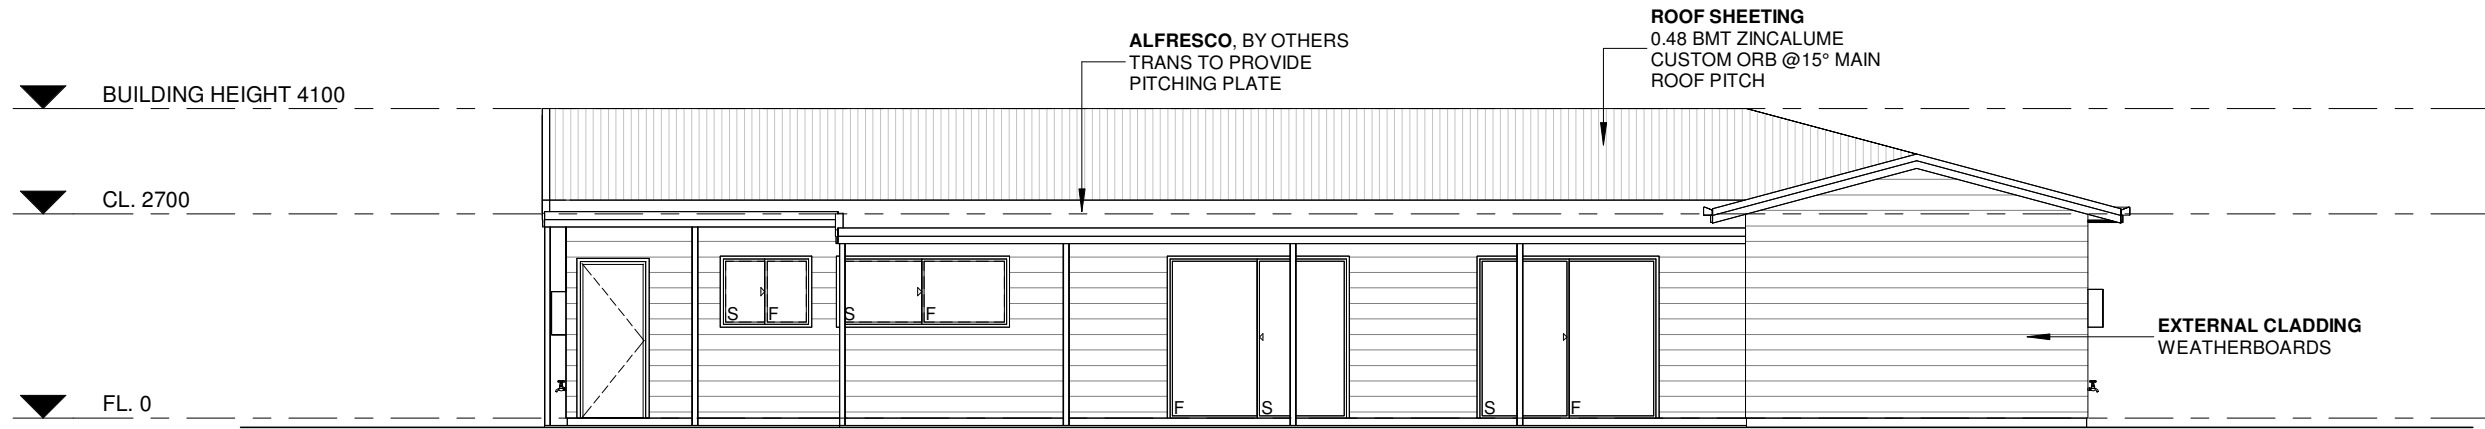 ROOF SHEETING
0.48 BMT ZINCALUME
CUSTOM ORB @15° MAIN
ROOF PITCH
ALFRESCO, BY OTHERS
TRANS TO PROVIDE
PITCHING PLATE
BUILDING HEIGHT 4100
CL. 2700
S F S F
EXTERNAL CLADDING
WEATHERBOARDS
FL. 0
F S S F